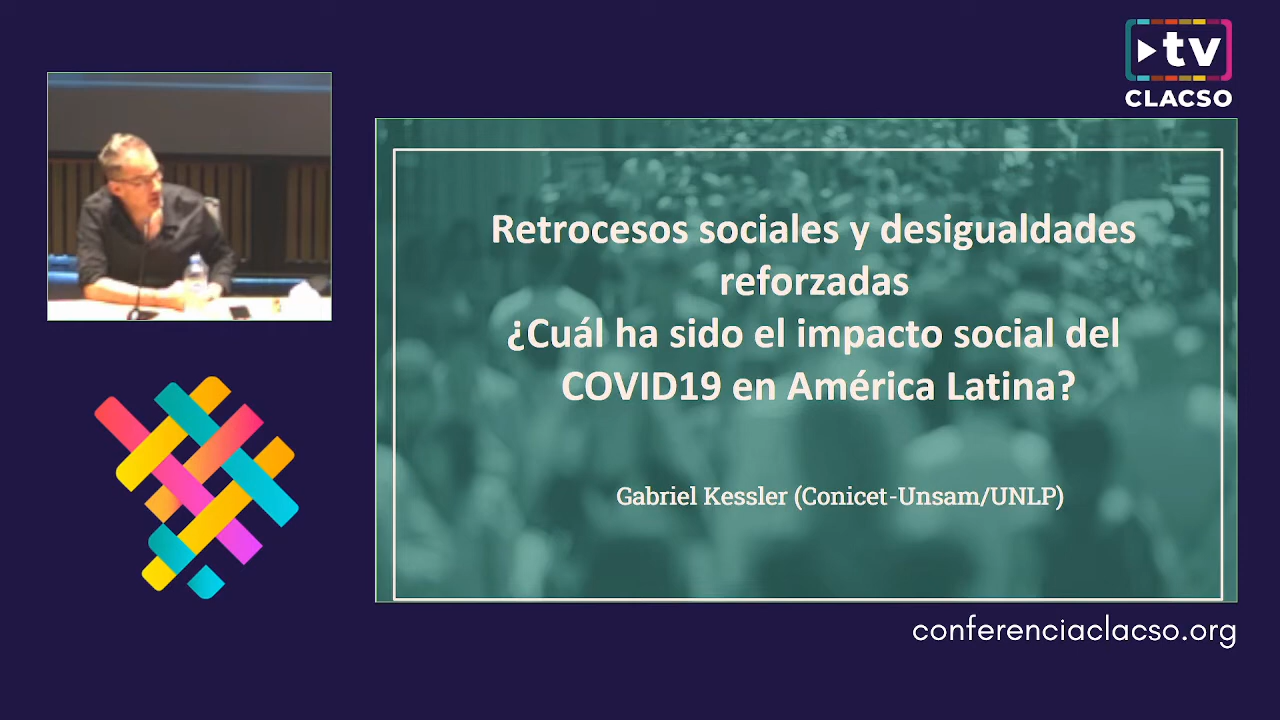 tv
CLACSO
Retrocesos sociales y desigualdades
reforzadas
¿Cuál ha sido el impacto social del
COVID19 en América Latina?
Gabriel Kessler (Conicet-Unsam/UNLP)
conferenciaclacso.org